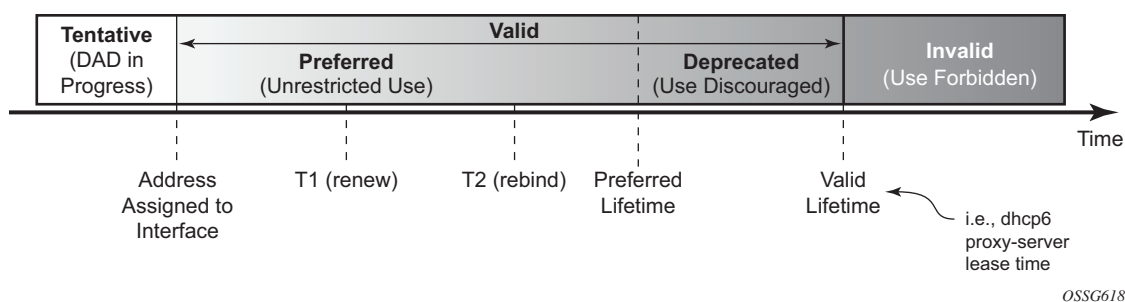 Tentative
(DAD in
Progress)
Valid
Preferred
(Unrestricted Use)
Deprecated
(Use Discouraged)
Invalid
(Use Forbidden)
Time
Address
Assigned to
Interface
T1 (renew)
T2 (rebind)
Preferred
Lifetime
Valid
Lifetime
i.e., dhcp6
proxy-server
lease time
OSSG618